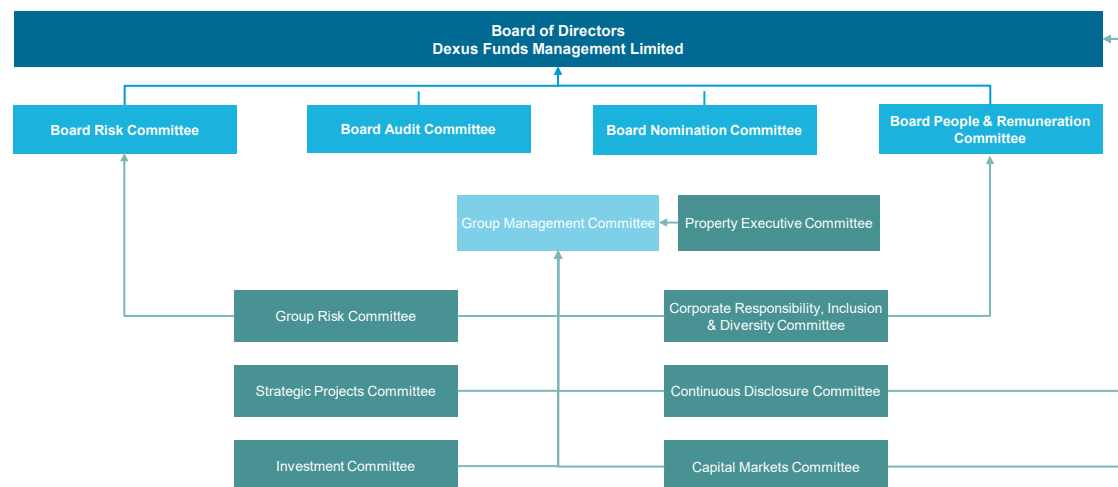 Board of Directors
Dexus Funds Management Limited
Board Risk Committee
Board Audit Committee
Board Nomination Committee
Board People & Remuneration
Committee
Group Management Committee
Property Executive Committee
Group Risk Committee
Corporate Responsibility, Inclusion
& Diversity Committee
Strategic Projects Committee
Continuous Disclosure Committee
Investment Committee
Capital Markets Committee